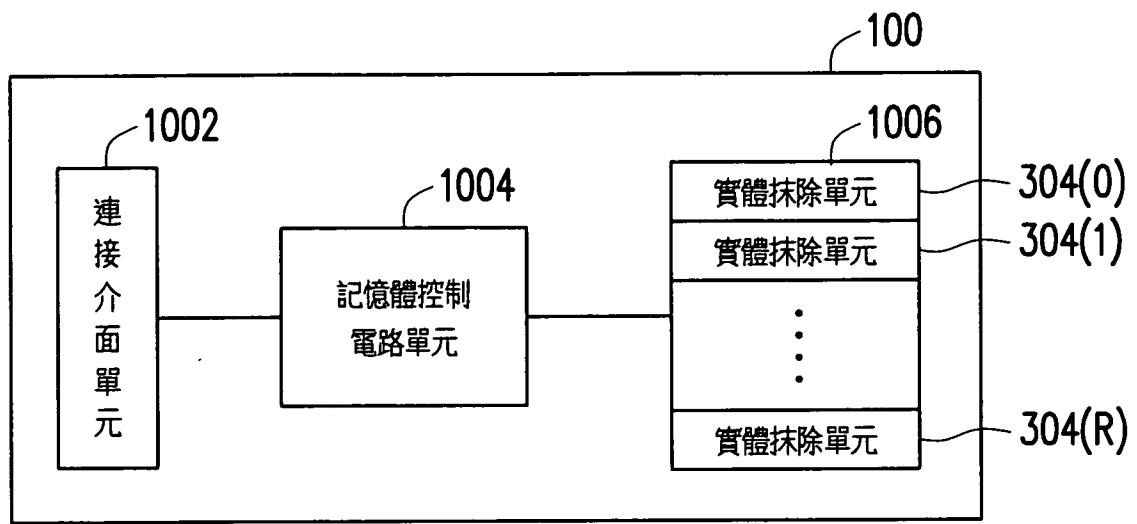 100
1002
連接介面單元
1004
記憶體控制
電路單元
1006
實體抹除單元
304(0)
實體抹除單元
304(1)
實體抹除單元
304(R)